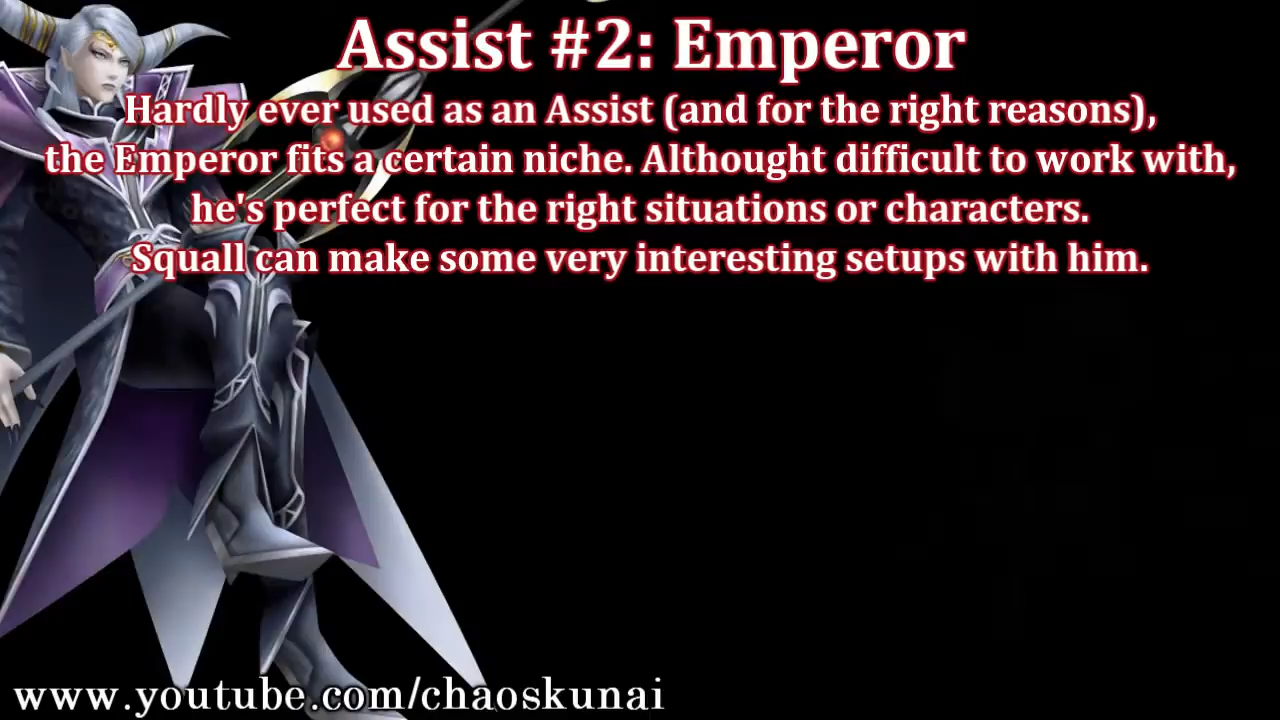 Assist #2: Emperor
Hardly ever used as an Assist (and for the right reasons),
the Emperor fits a certain niche. Althought difficult to work with,
he's perfect for the right situations or characters.
Squall can make some very interesting setups with him.
www.youtube.com/chaoskunai